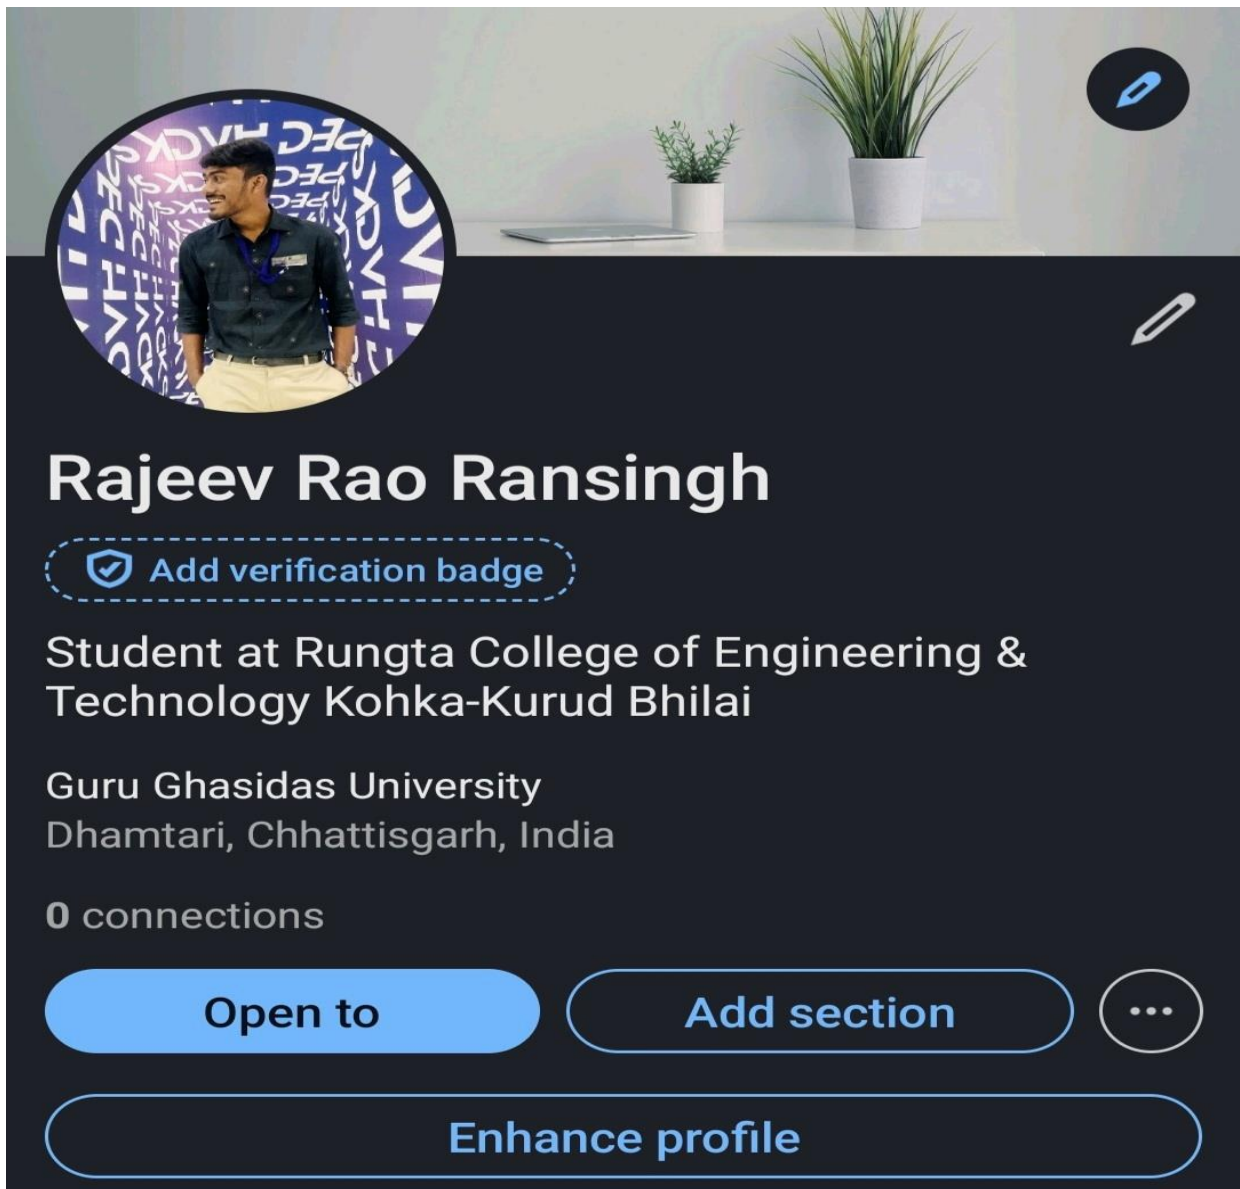 Rajeev Rao Ransingh
Add verification badge
Student at Rungta College of Engineering &
Technology Kohka-Kurud Bhilai
Guru Ghasidas University
Dhamtari, Chhattisgarh, India
0 connections
Open to
Add section
Enhance profile